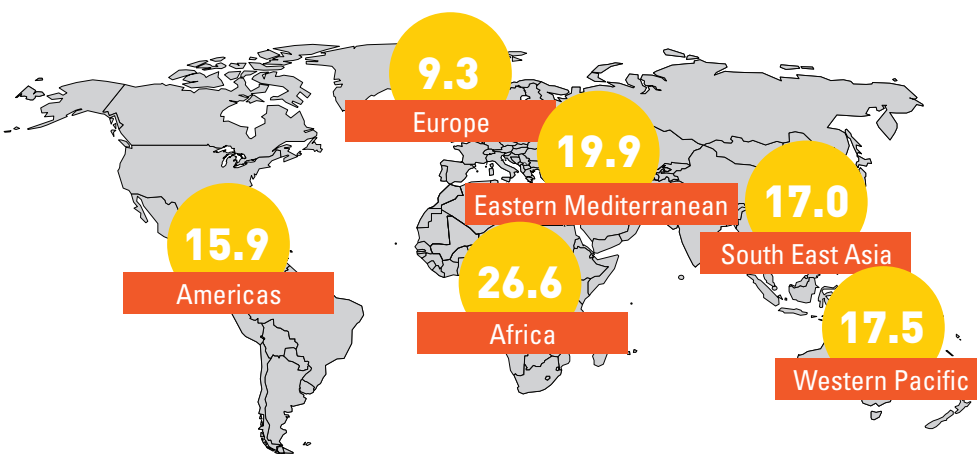 9.3
Europe
19.9
Eastern Mediterranean
17.0
South East Asia
15.9
Americas
26.6
Africa
17.5
Western Pacific